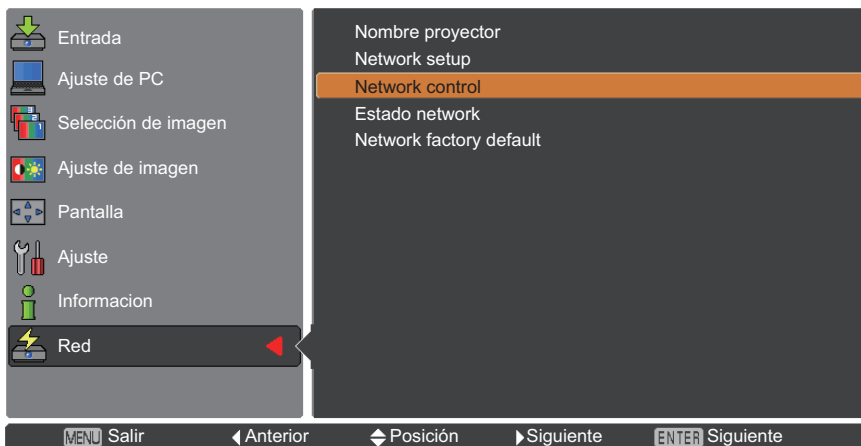 Entrada
Ajuste de PC
Selección de imagen
Ajuste de imagen
Pantalla
Ajuste
Informacion
Red
Nombre proyector
Network setup
Network control
Estado network
Network factory default
MENU Salir Anterior Posición Siguiente ENTER Siguiente